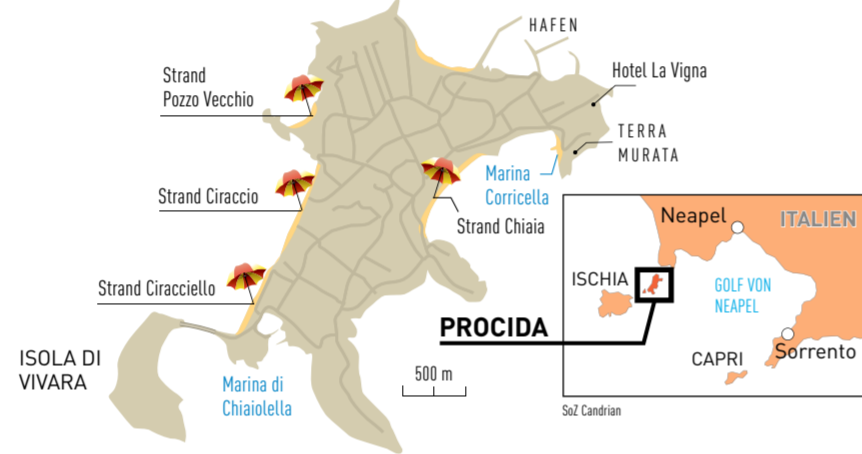 HAFEN
Strand
Pozzo Vecchio
Hotel La Vigna
TERRA
MURATA
Marina
Corricella
Strand Ciraccio
Strand Chiaia
Neapel
ITALIEN
ISCHIA
GOLF VON
NEAPEL
Strand Ciracciello
PROCIDA
ISOLA DI
VIVARA
Marina di
Chiaiolella
500 m
CAPRI
Sorrento
SoZ Candrian